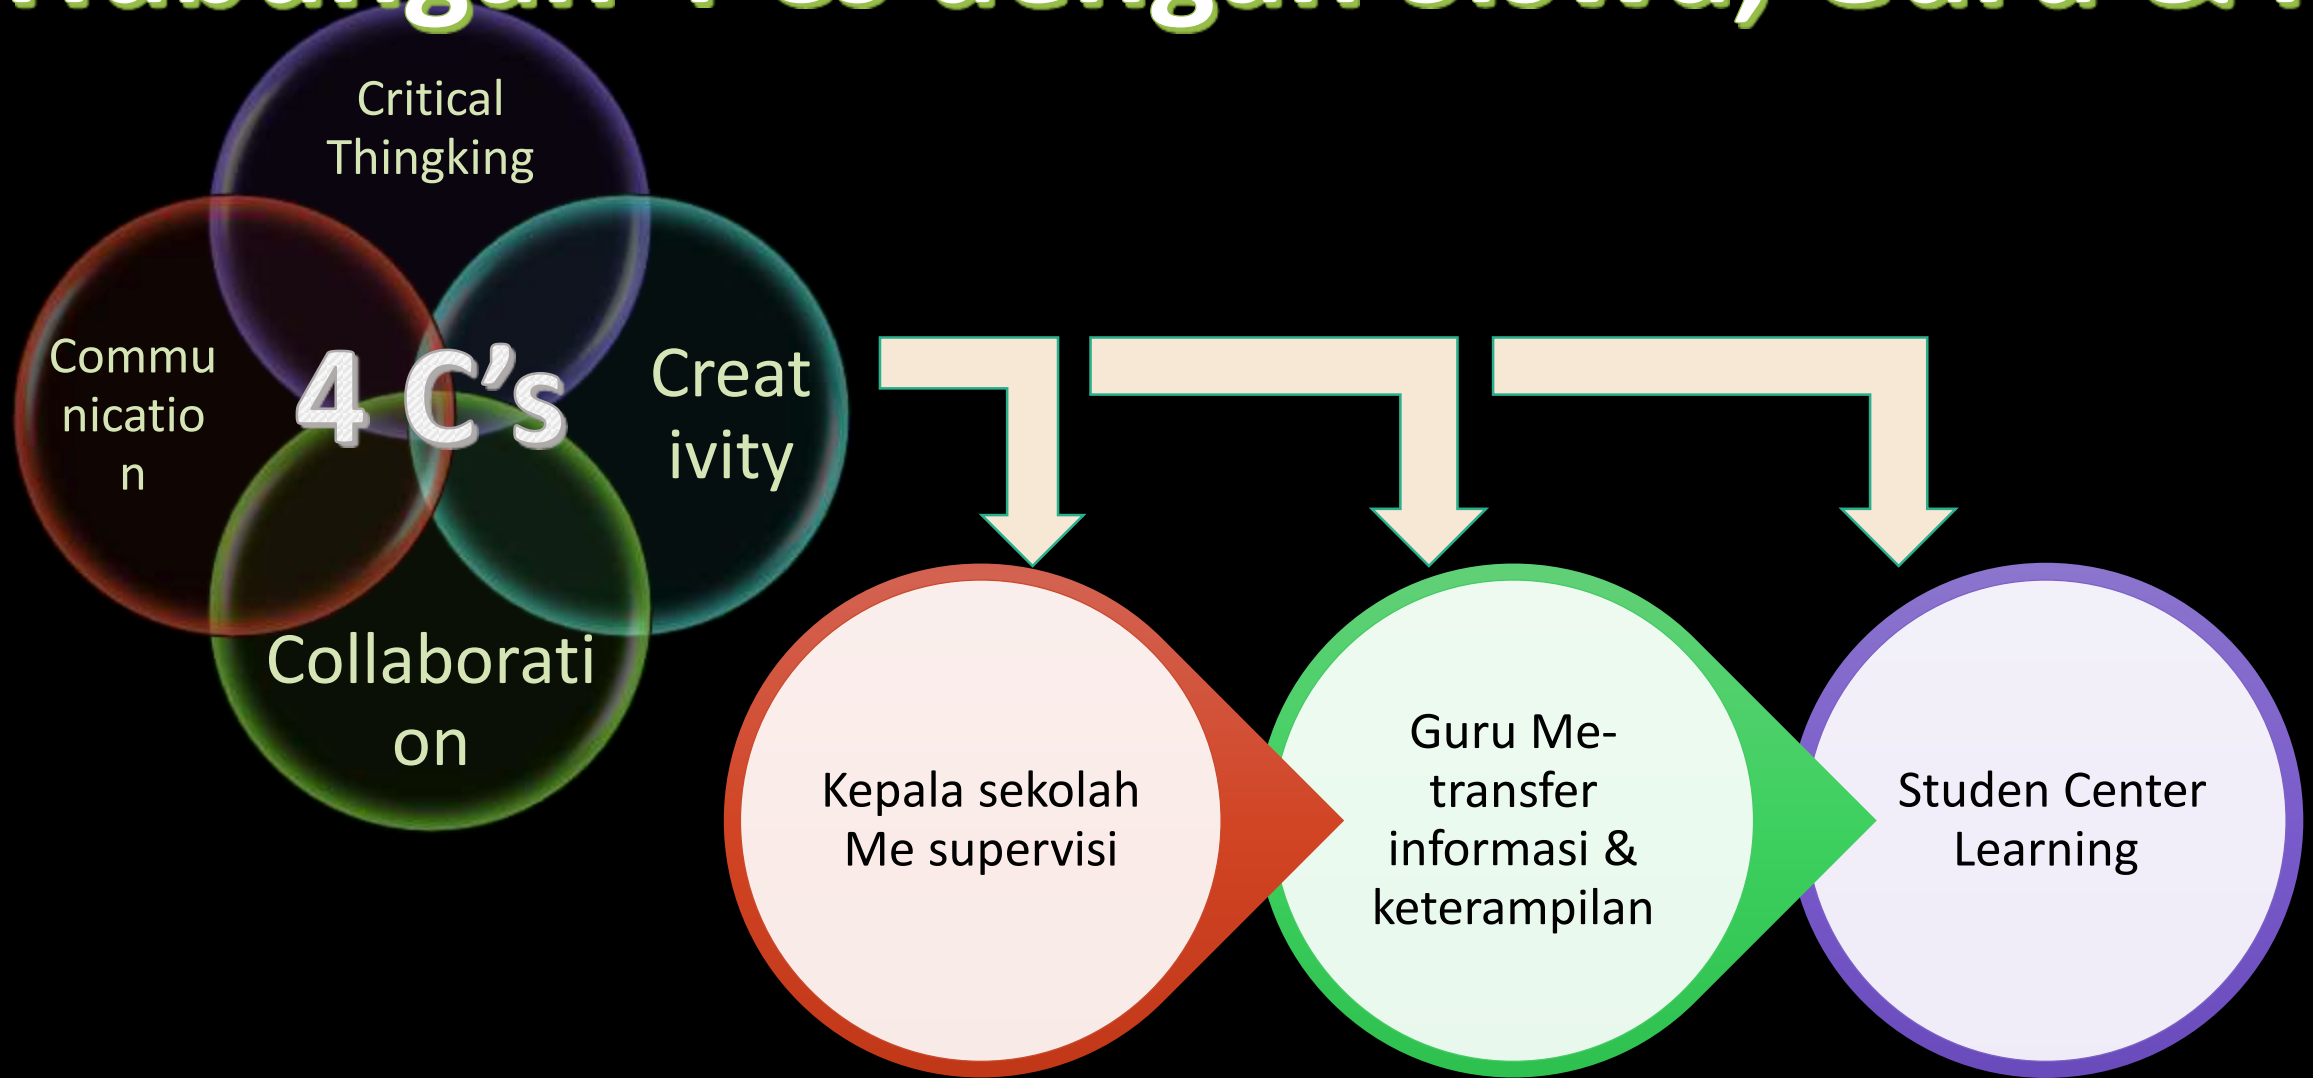 dengan
Critical
Thingking
Commu
nicatio
n
4 C's
Creat
ivity
Collaborati
on
Kepala sekolah
Me supervisi
Guru Me-
transfer
informasi &
keterampilan
Studen Center
Learning